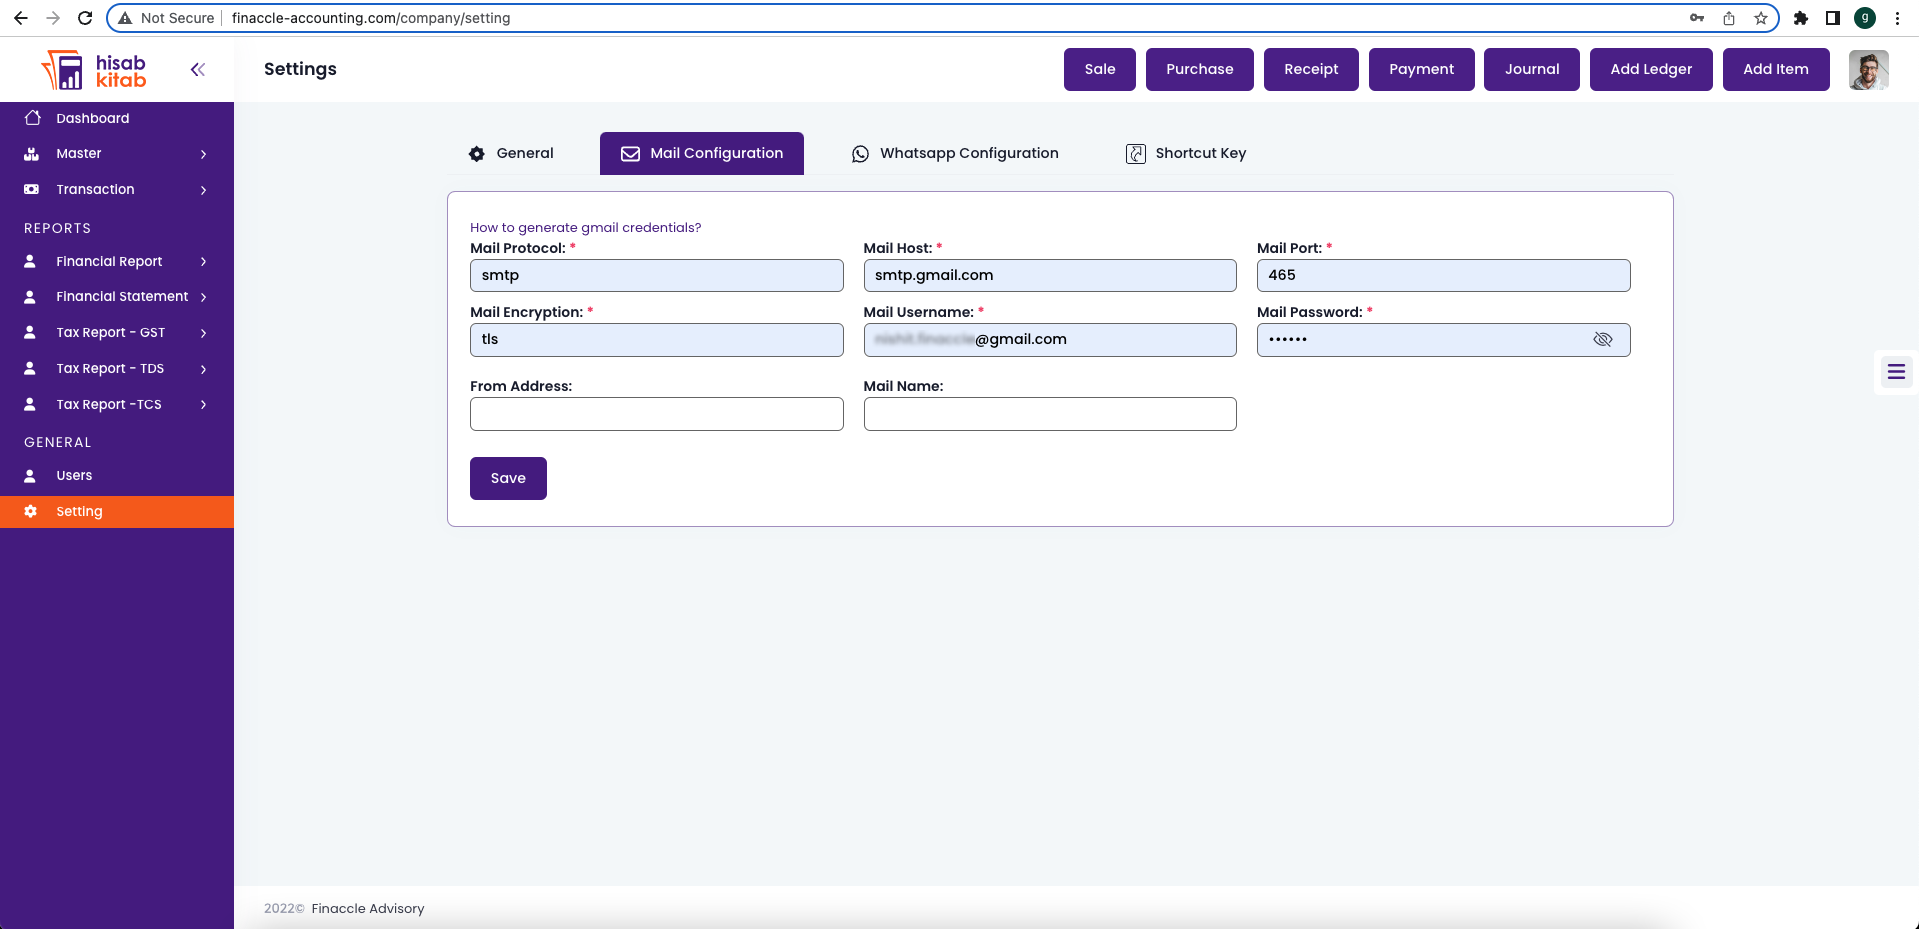 Not Secure finaccle-accounting.com/company/setting g
hisab
kitab
Settings
Sale Purchase Receipt Payment Journal Add Ledger Add Item
Dashboard
Master
Transaction
REPORTS
Financial Report
Financial Statement
Tax Report - GST
Tax Report - TDS
Tax Report -TCS
GENERAL
Users
Setting
General Mail Configuration Whatsapp Configuration Shortcut Key
How to generate gmail credentials?
Mail Protocol: * Mail Host: * Mail Port: *
smtp smtp.gmail.com 465
Mail Encryption: * Mail Username: * Mail Password: *
tls @gmail.com ••••••
From Address: Mail Name:
Save
2022© Finaccle Advisory